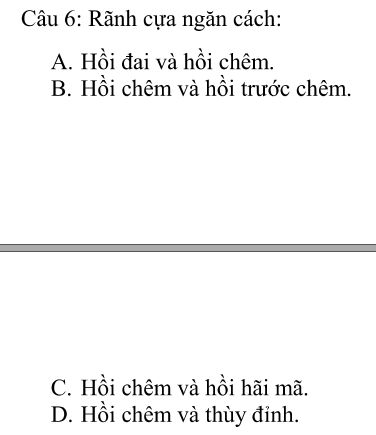 Câu 6: Rãnh cựa ngăn cách:
A. Hồi đai và hồi chêm.
B. Hồi chêm và hồi trước chêm.
C. Hồi chêm và hồi hãi mã.
D. Hồi chêm và thùy đỉnh.